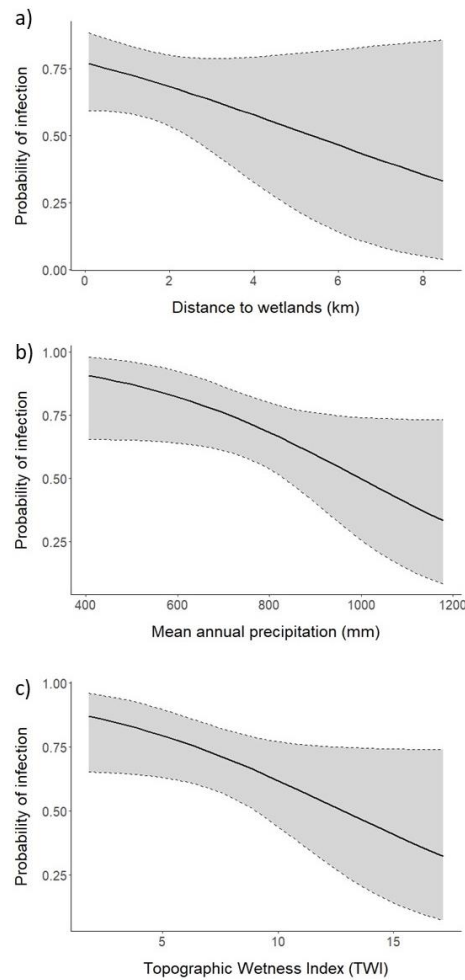 a)
Probability of infection
0.75
0.50
0.25
0.00
0 2 4 6 8
Distance to wetlands (km)
b)
Probability of infection
1.00
0.75
0.50
0.25
400 600 800 1000 1200
Mean annual precipitation (mm)
c)
Probability of infection
1.00
0.75
0.50
0.25
5 10 15
Topographic Wetness Index (TWI)